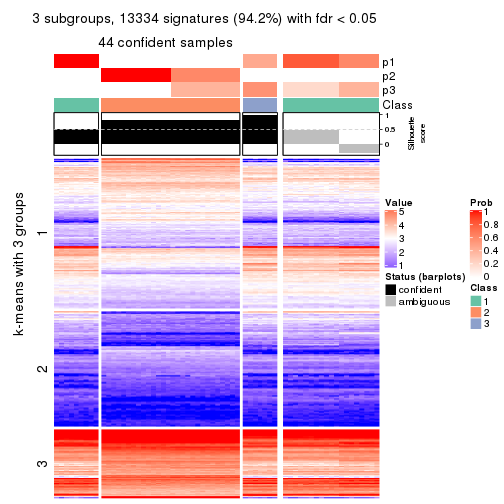 3 subgroups, 13334 signatures (94.2%) with fdr < 0.05
44 confident samples
p1
p2
p3
Class
1
0.5
0
Silhouette
score
k-means with 3 groups
1
2
3
Value
5
4
3
2
1
Status (barplots)
confident
ambiguous
Prob
1
0.8
0.6
0.4
0.2
0
Class
1
2
3